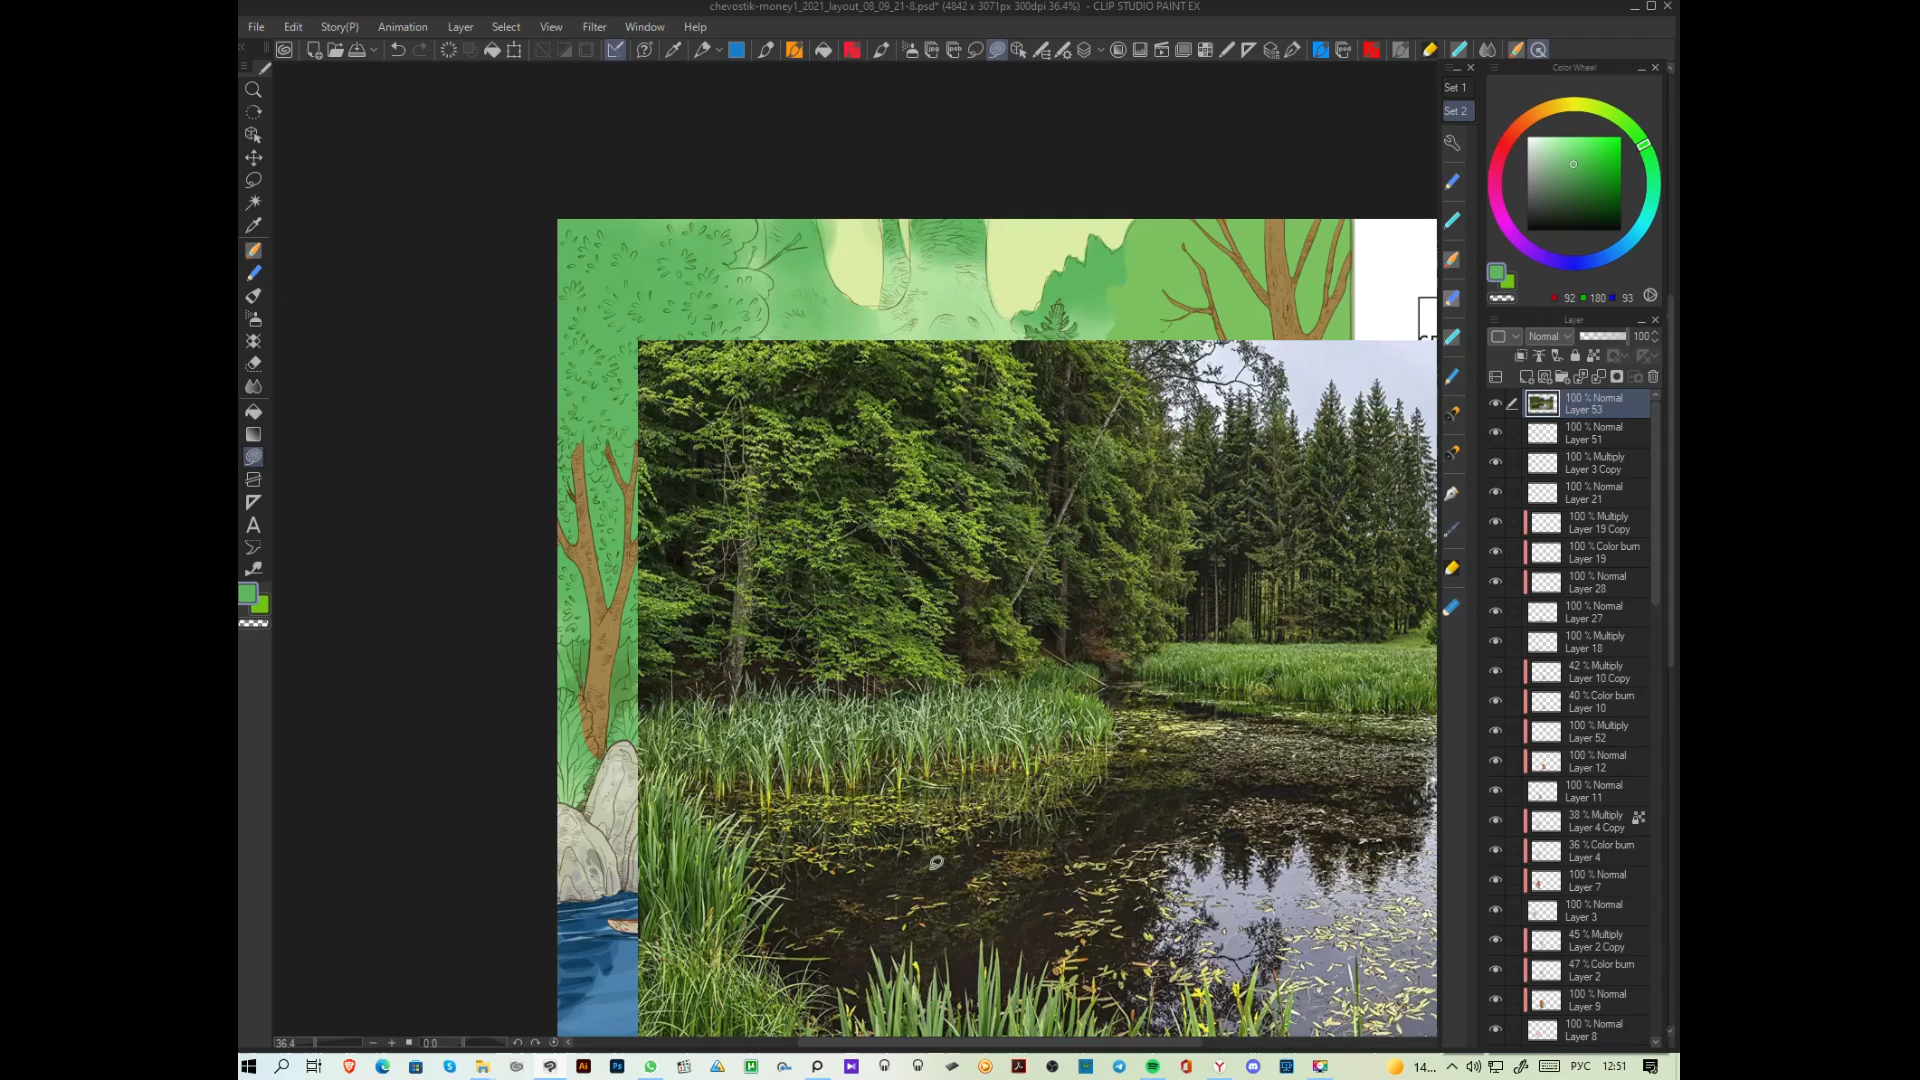 chevostik-money1_2021_layout_08_09_21-8.psd* (4842 x 3071px 300dpi 36.4%) - CLIP STUDIO PAINT EX
File Edit Story(P) Animation Layer Select View Filter Window Help
Color Wheel
Set 1
Set 2
92 180 93
Layer
Normal 100
100 % Normal
Layer 53
100 % Normal
Layer 51
100 % Multiply
Layer 3 Copy
100 % Normal
Layer 21
100 % Multiply
Layer 19 Copy
100 % Color burn
Layer 19
100 % Normal
Layer 28
100 % Normal
Layer 27
100 % Multiply
Layer 18
42 % Multiply
Layer 10 Copy
40 % Color burn
Layer 10
100 % Multiply
Layer 52
100 % Normal
Layer 12
100 % Normal
Layer 11
38 % Multiply
Layer 4 Copy
36 % Color burn
Layer 4
100 % Normal
Layer 7
100 % Normal
Layer 3
45 % Multiply
Layer 2 Copy
47 % Color burn
Layer 2
100 % Normal
Layer 9
100 % Normal
Layer 8
36.4 0.0
14... РУС 12:51